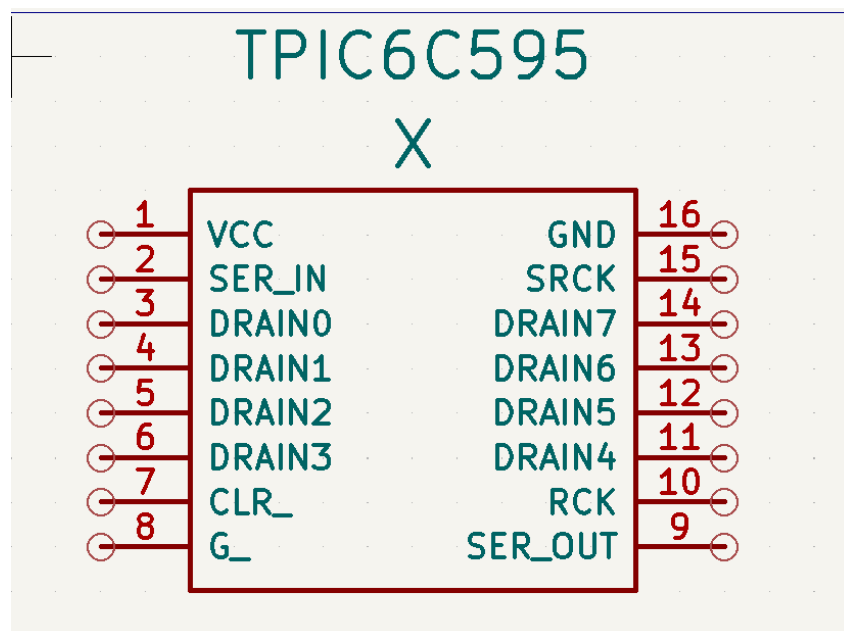 TPIC6C595
X
1 VCC GND 16
2 SER_IN SRCK 15
3 DRAIN0 DRAIN7 14
4 DRAIN1 DRAIN6 13
5 DRAIN2 DRAIN5 12
6 DRAIN3 DRAIN4 11
7 CLR_ RCK 10
8 G_ SER_OUT 9